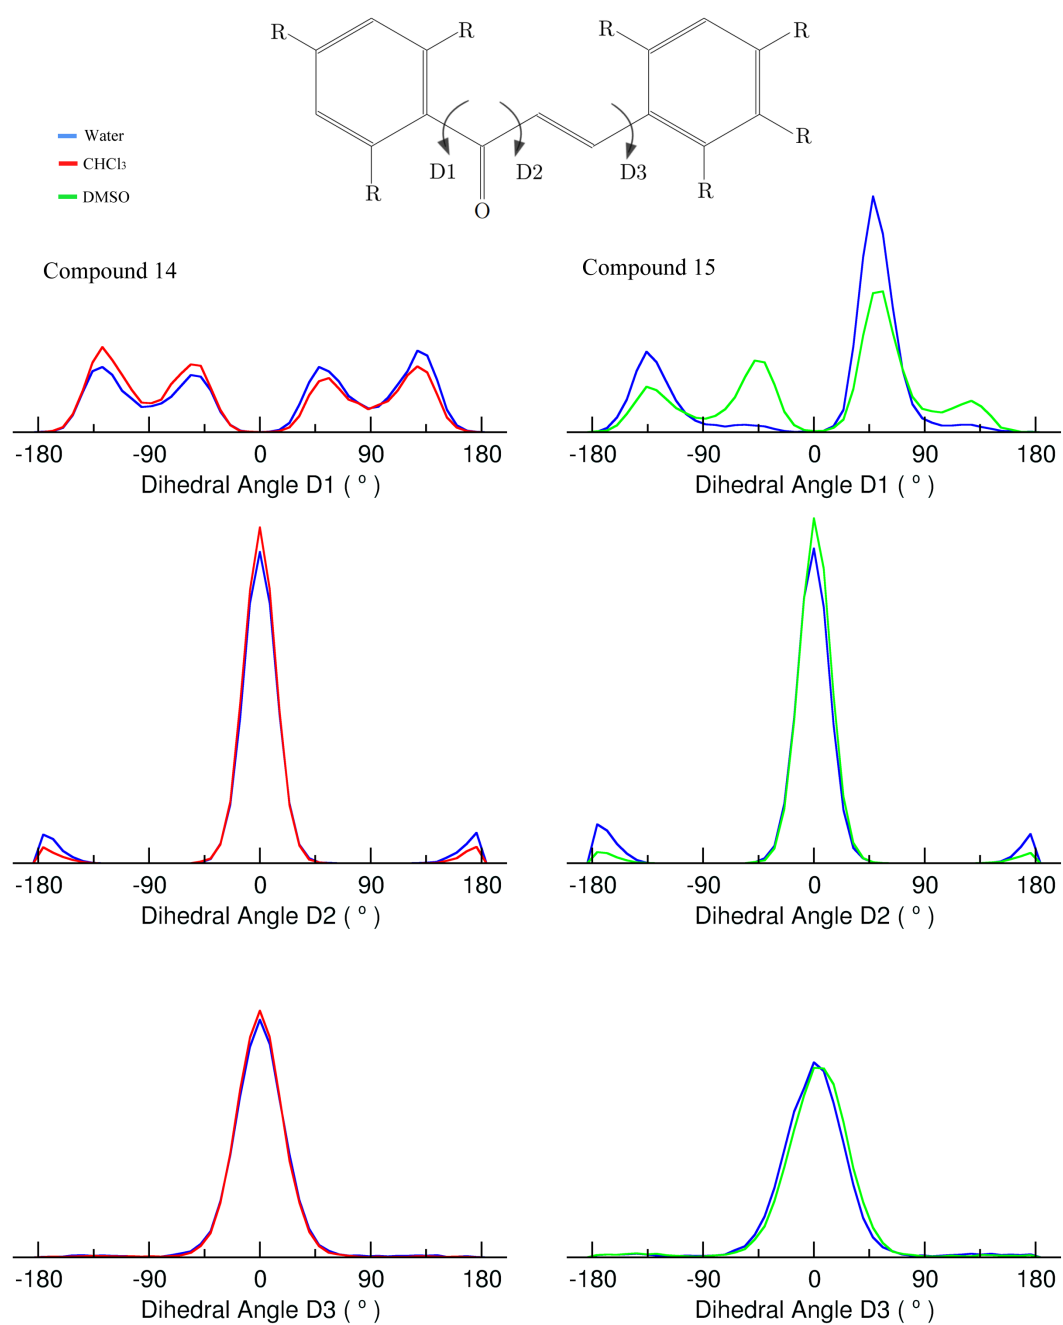 R R R R
D1 D2 D3 R
R O R
Water
CHCl₃
DMSO
Compound 14 Compound 15
-180 -90 0 90 180 -180 -90 0 90 180
Dihedral Angle D1 ( º ) Dihedral Angle D1 ( º )
-180 -90 0 90 180 -180 -90 0 90 180
Dihedral Angle D2 ( º ) Dihedral Angle D2 ( º )
-180 -90 0 90 180 -180 -90 0 90 180
Dihedral Angle D3 ( º ) Dihedral Angle D3 ( º )